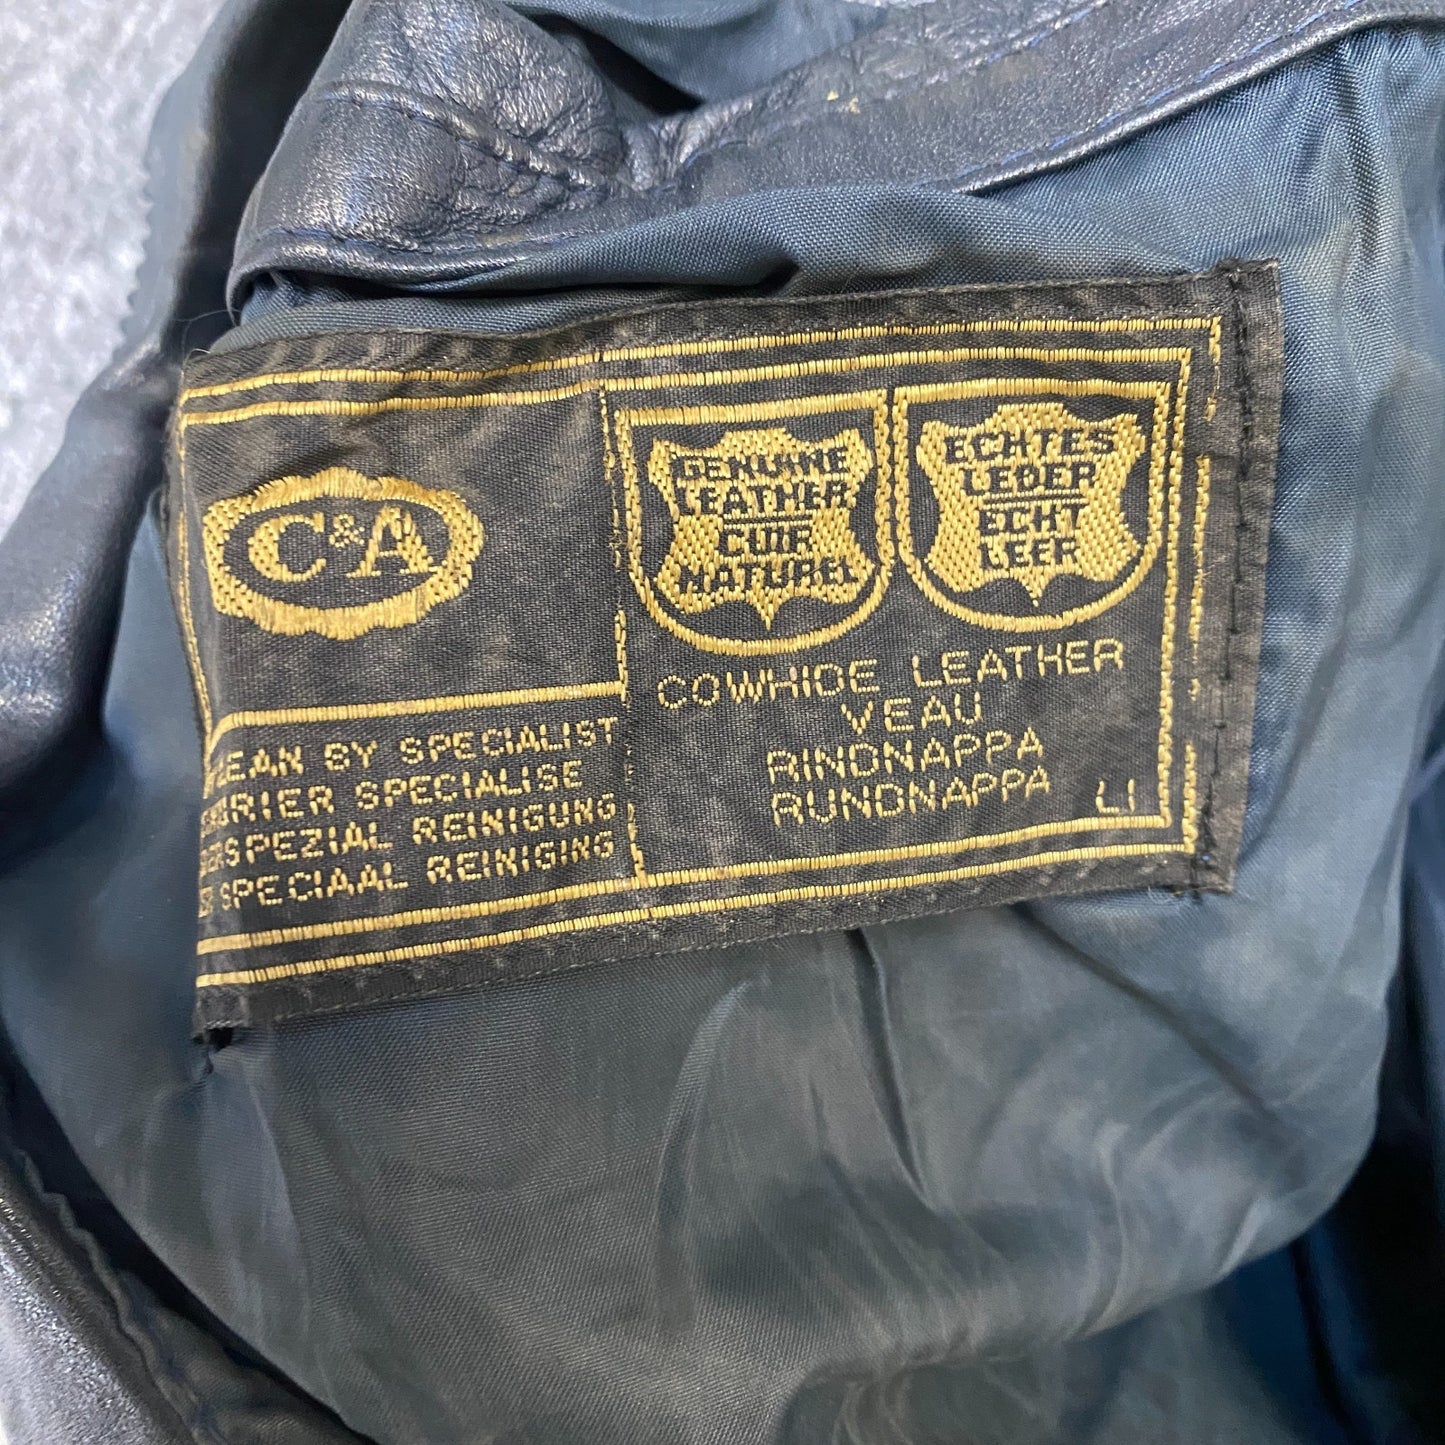 C&A
BY SPECIALIST
SPECIALISE
SPEZIAL REINIGUNG
SPECIAAL REINIGING
GENUINE
LEATHER
CUIR
NATUREL
ECHTES
LEDER
ECHT
LEER
COWHIDE LEATHER
VEAU
RINDNAPPA
RUNDNAPPA LI